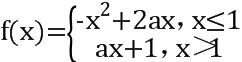 f(x)={-x²+2ax, x≤1
ax+1, x>1